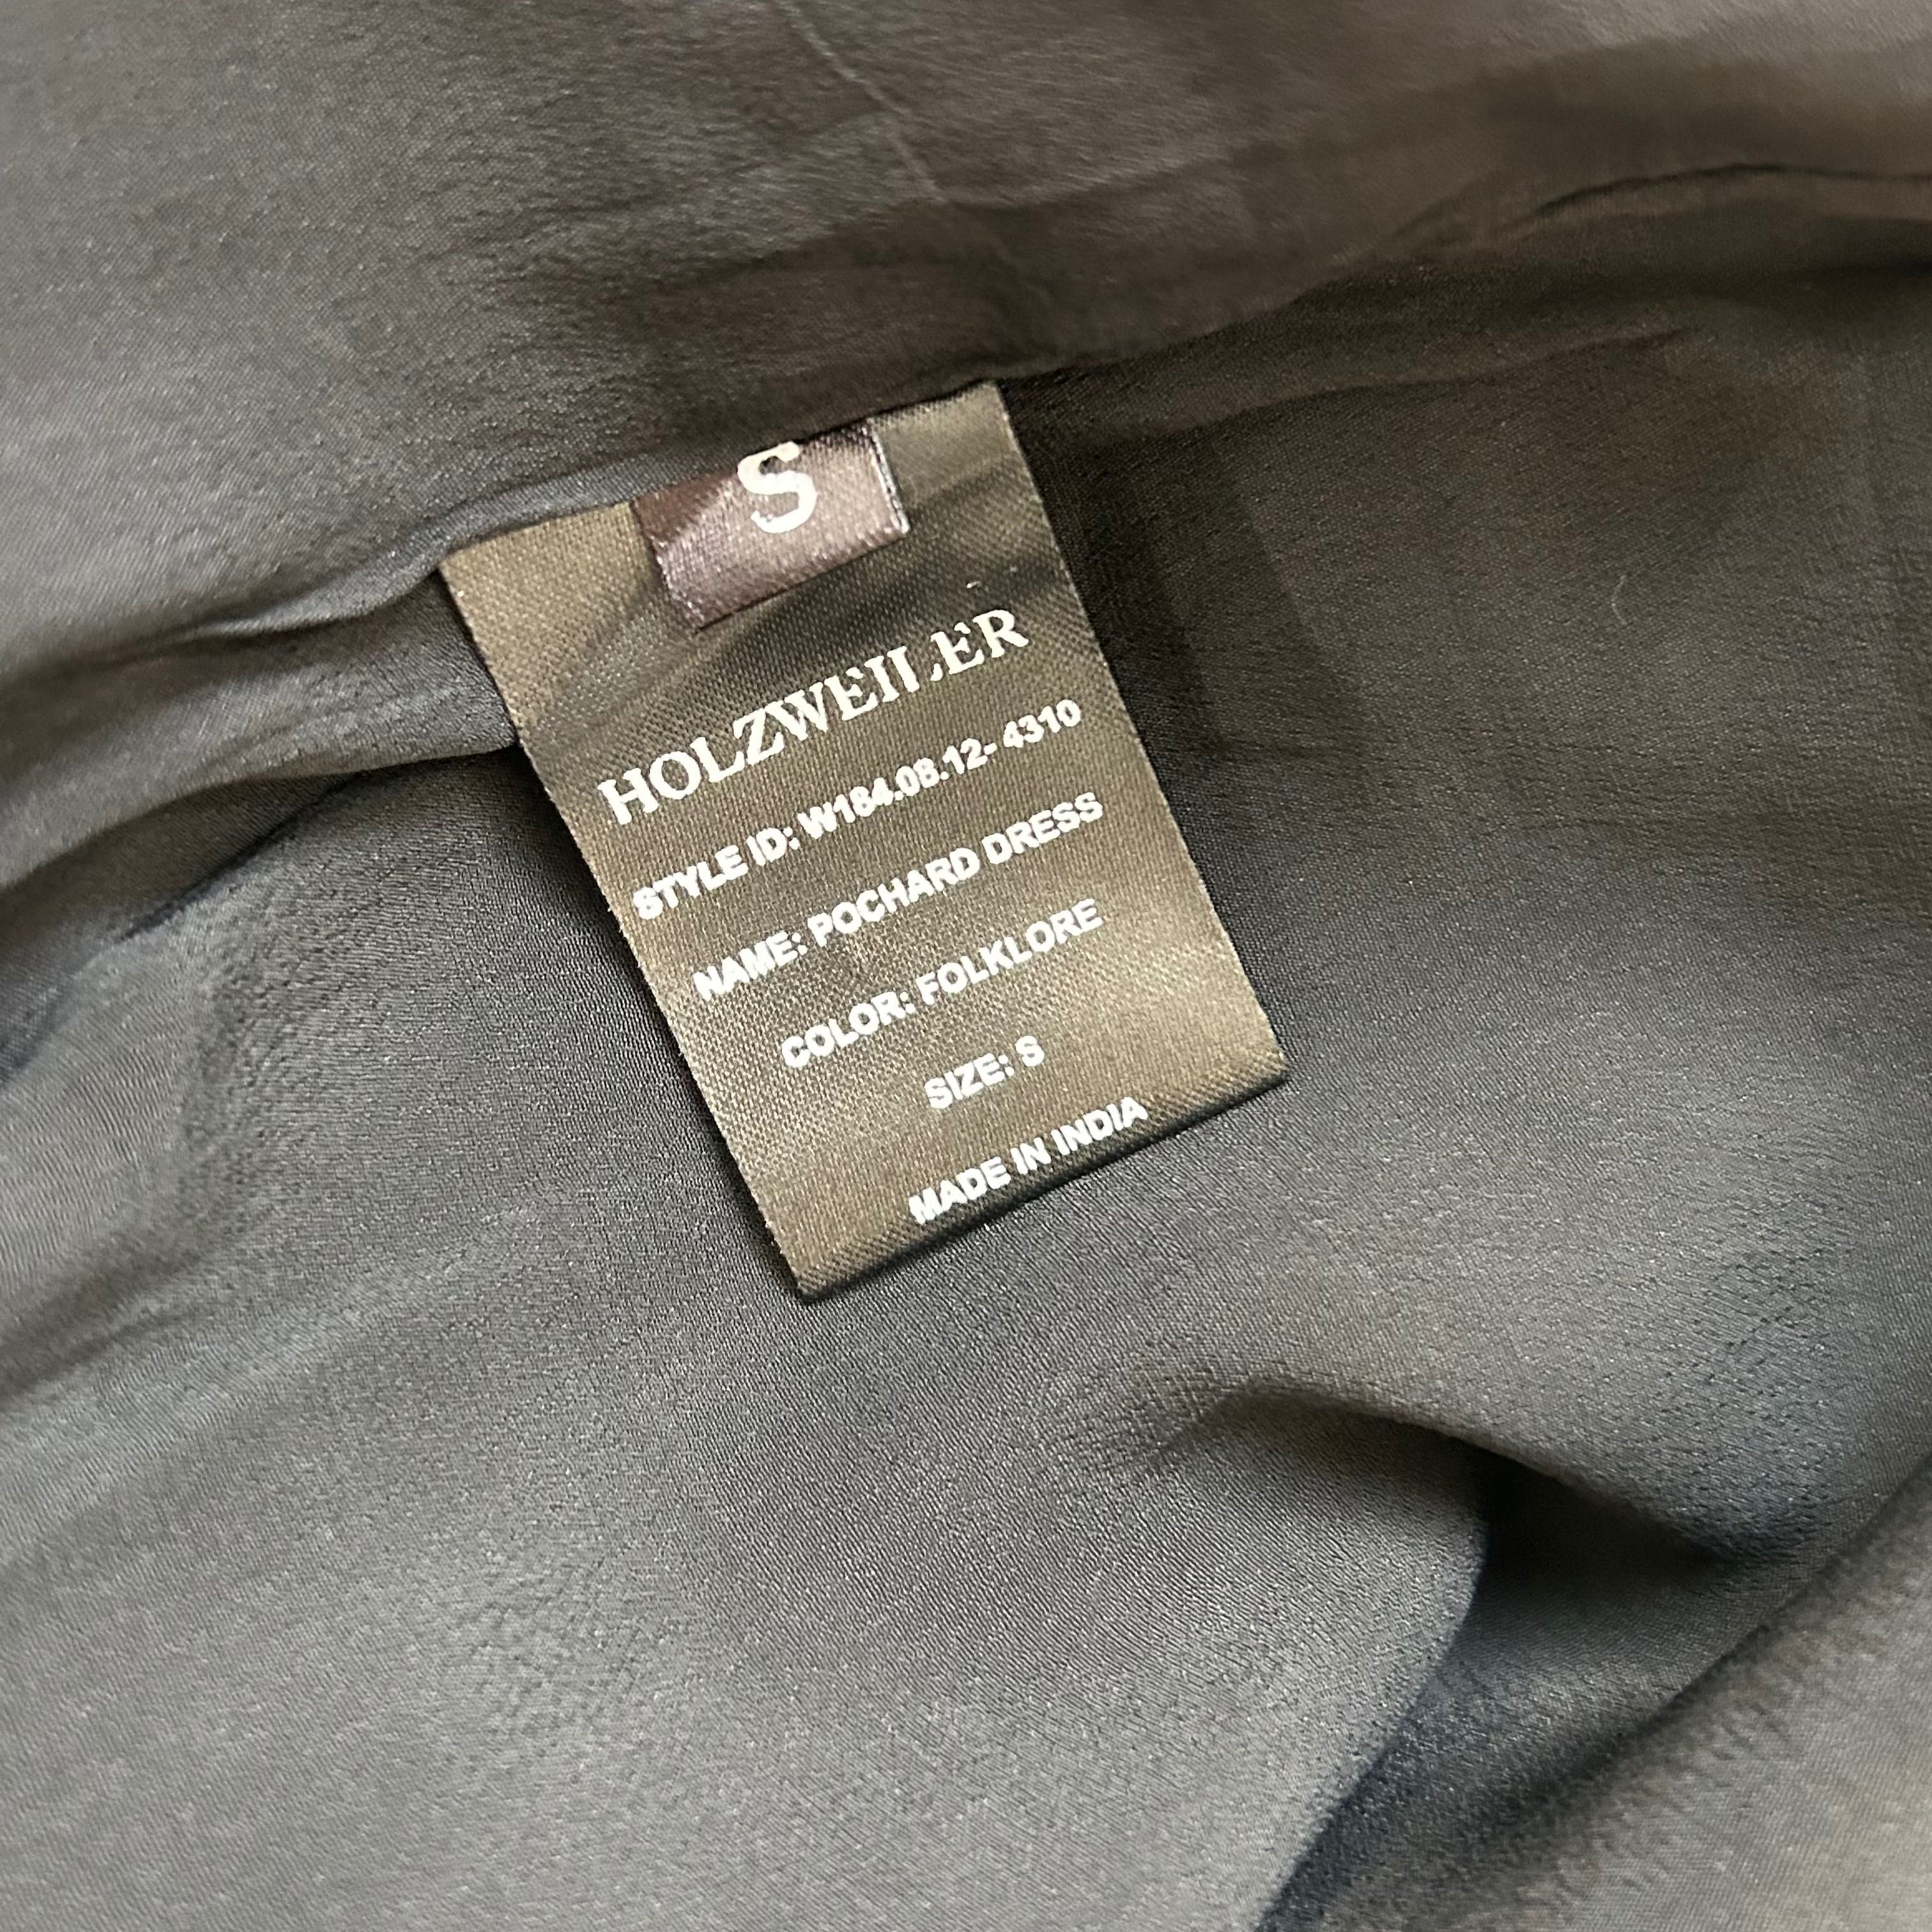 S
HOLZWEILER
STYLE ID: W184.08.12- 4310
NAME: POCHARD DRESS
COLOR: FOLKLORE
SIZE: S
MADE IN INDIA